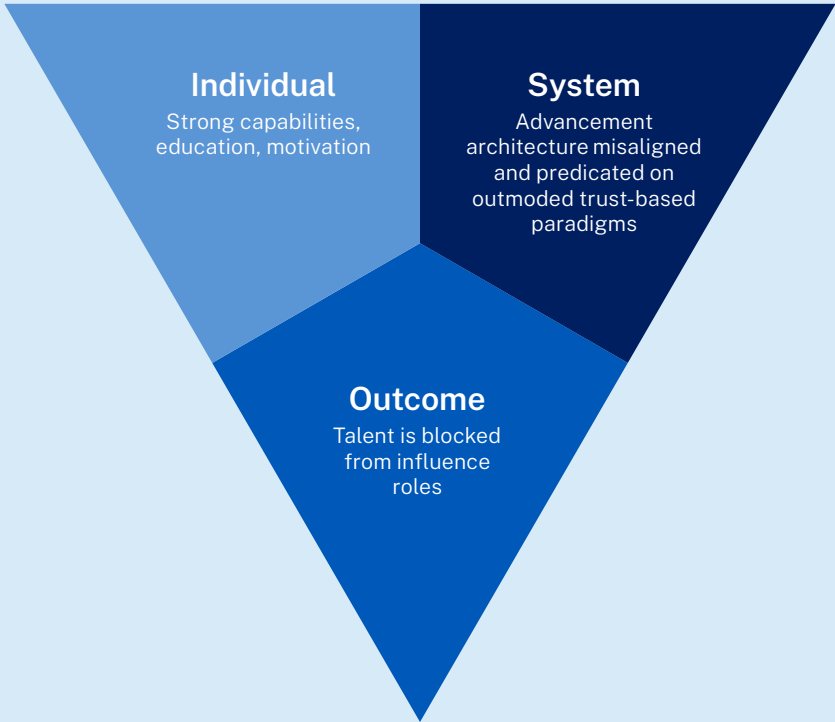 Individual
Strong capabilities,
education, motivation
System
Advancement
architecture misaligned
and predicated on
outmoded trust-based
paradigms
Outcome
Talent is blocked
from influence
roles